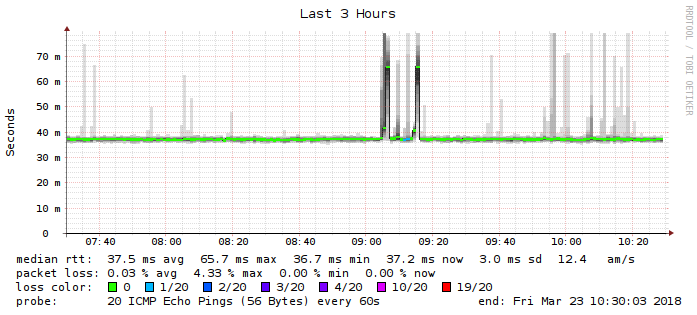 Last 3 Hours
RRDTOOL / TOBI OETIKER
Seconds
70 m
60 m
50 m
40 m
30 m
20 m
10 m
0
07:40 08:00 08:20 08:40 09:00 09:20 09:40 10:00 10:20
median rtt: 37.5 ms avg 65.7 ms max 36.7 ms min 37.2 ms now 3.0 ms sd 12.4 am/s
packet loss: 0.03 % avg 4.33 % max 0.00 % min 0.00 % now
loss color: 0 1/20 2/20 3/20 4/20 10/20 19/20
probe: 20 ICMP Echo Pings (56 Bytes) every 60s end: Fri Mar 23 10:30:03 2018